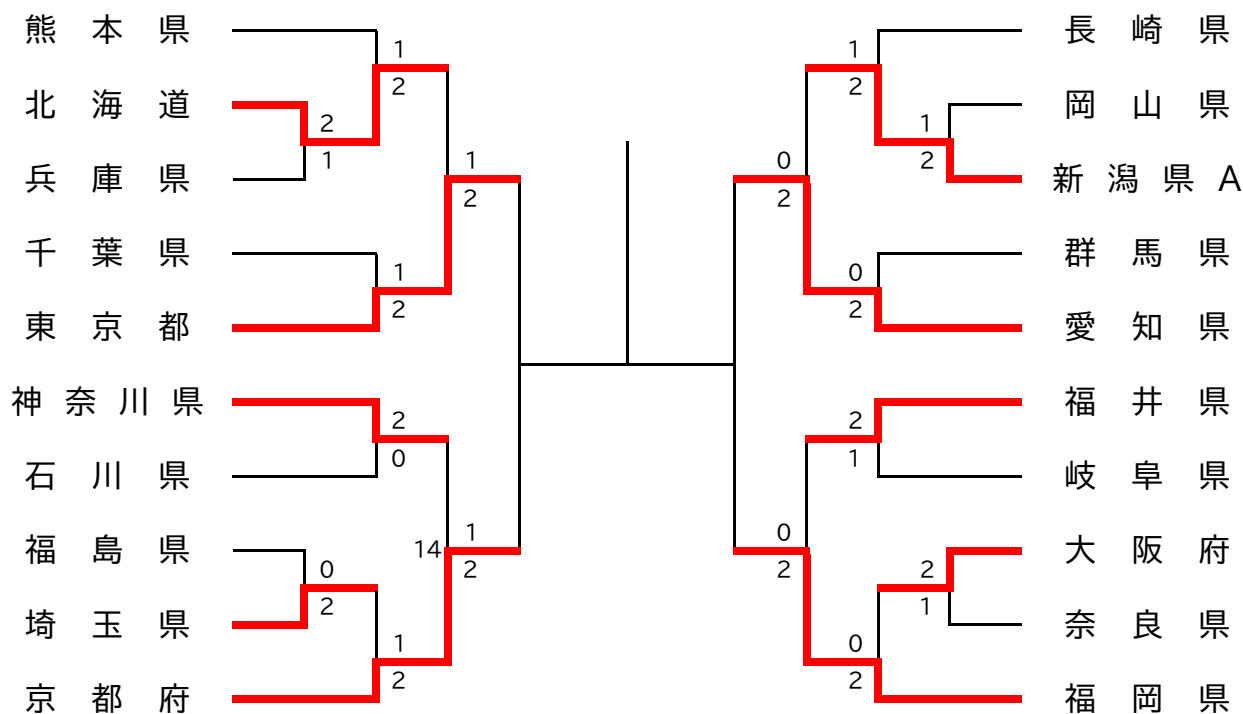 熊本県
1
2
北海道
2
1
兵庫県
1
2
千葉県
1
2
東京都
神奈川県
2
0
石川県
福島県
14
1
2
0
2
埼玉県
1
2
京都府
長崎県
1
2
岡山県
1
2
新潟県A
0
2
群馬県
0
2
愛知県
福井県
2
1
岐阜県
大阪府
0
2
2
1
奈良県
0
2
福岡県